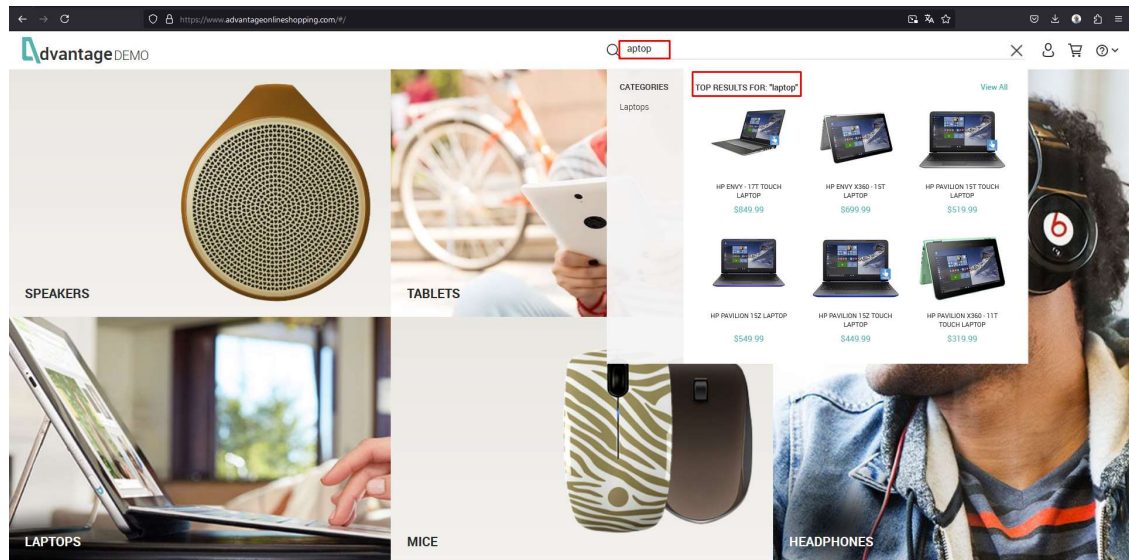 https://www.advantageonlineshopping.com/#/
dvantage DEMO
aptop
CATEGORIES
Laptops
TOP RESULTS FOR: "laptop"
View All
HP ENVY - 17T TOUCH
LAPTOP
$849.99
HP ENVY X360 - 15T
LAPTOP
$699.99
HP PAVILION 15T TOUCH
LAPTOP
$519.99
HP PAVILION 15Z LAPTOP
$549.99
HP PAVILION 15Z TOUCH
LAPTOP
$449.99
HP PAVILION X360 - 11T
TOUCH LAPTOP
$319.99
SPEAKERS
TABLETS
LAPTOPS
MICE
HEADPHONES